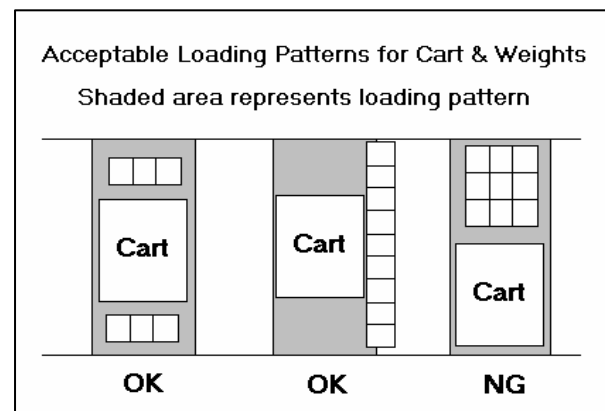 Acceptable Loading Patterns for Cart & Weights
Shaded area represents loading pattern
Cart
Cart
Cart
OK
OK
NG